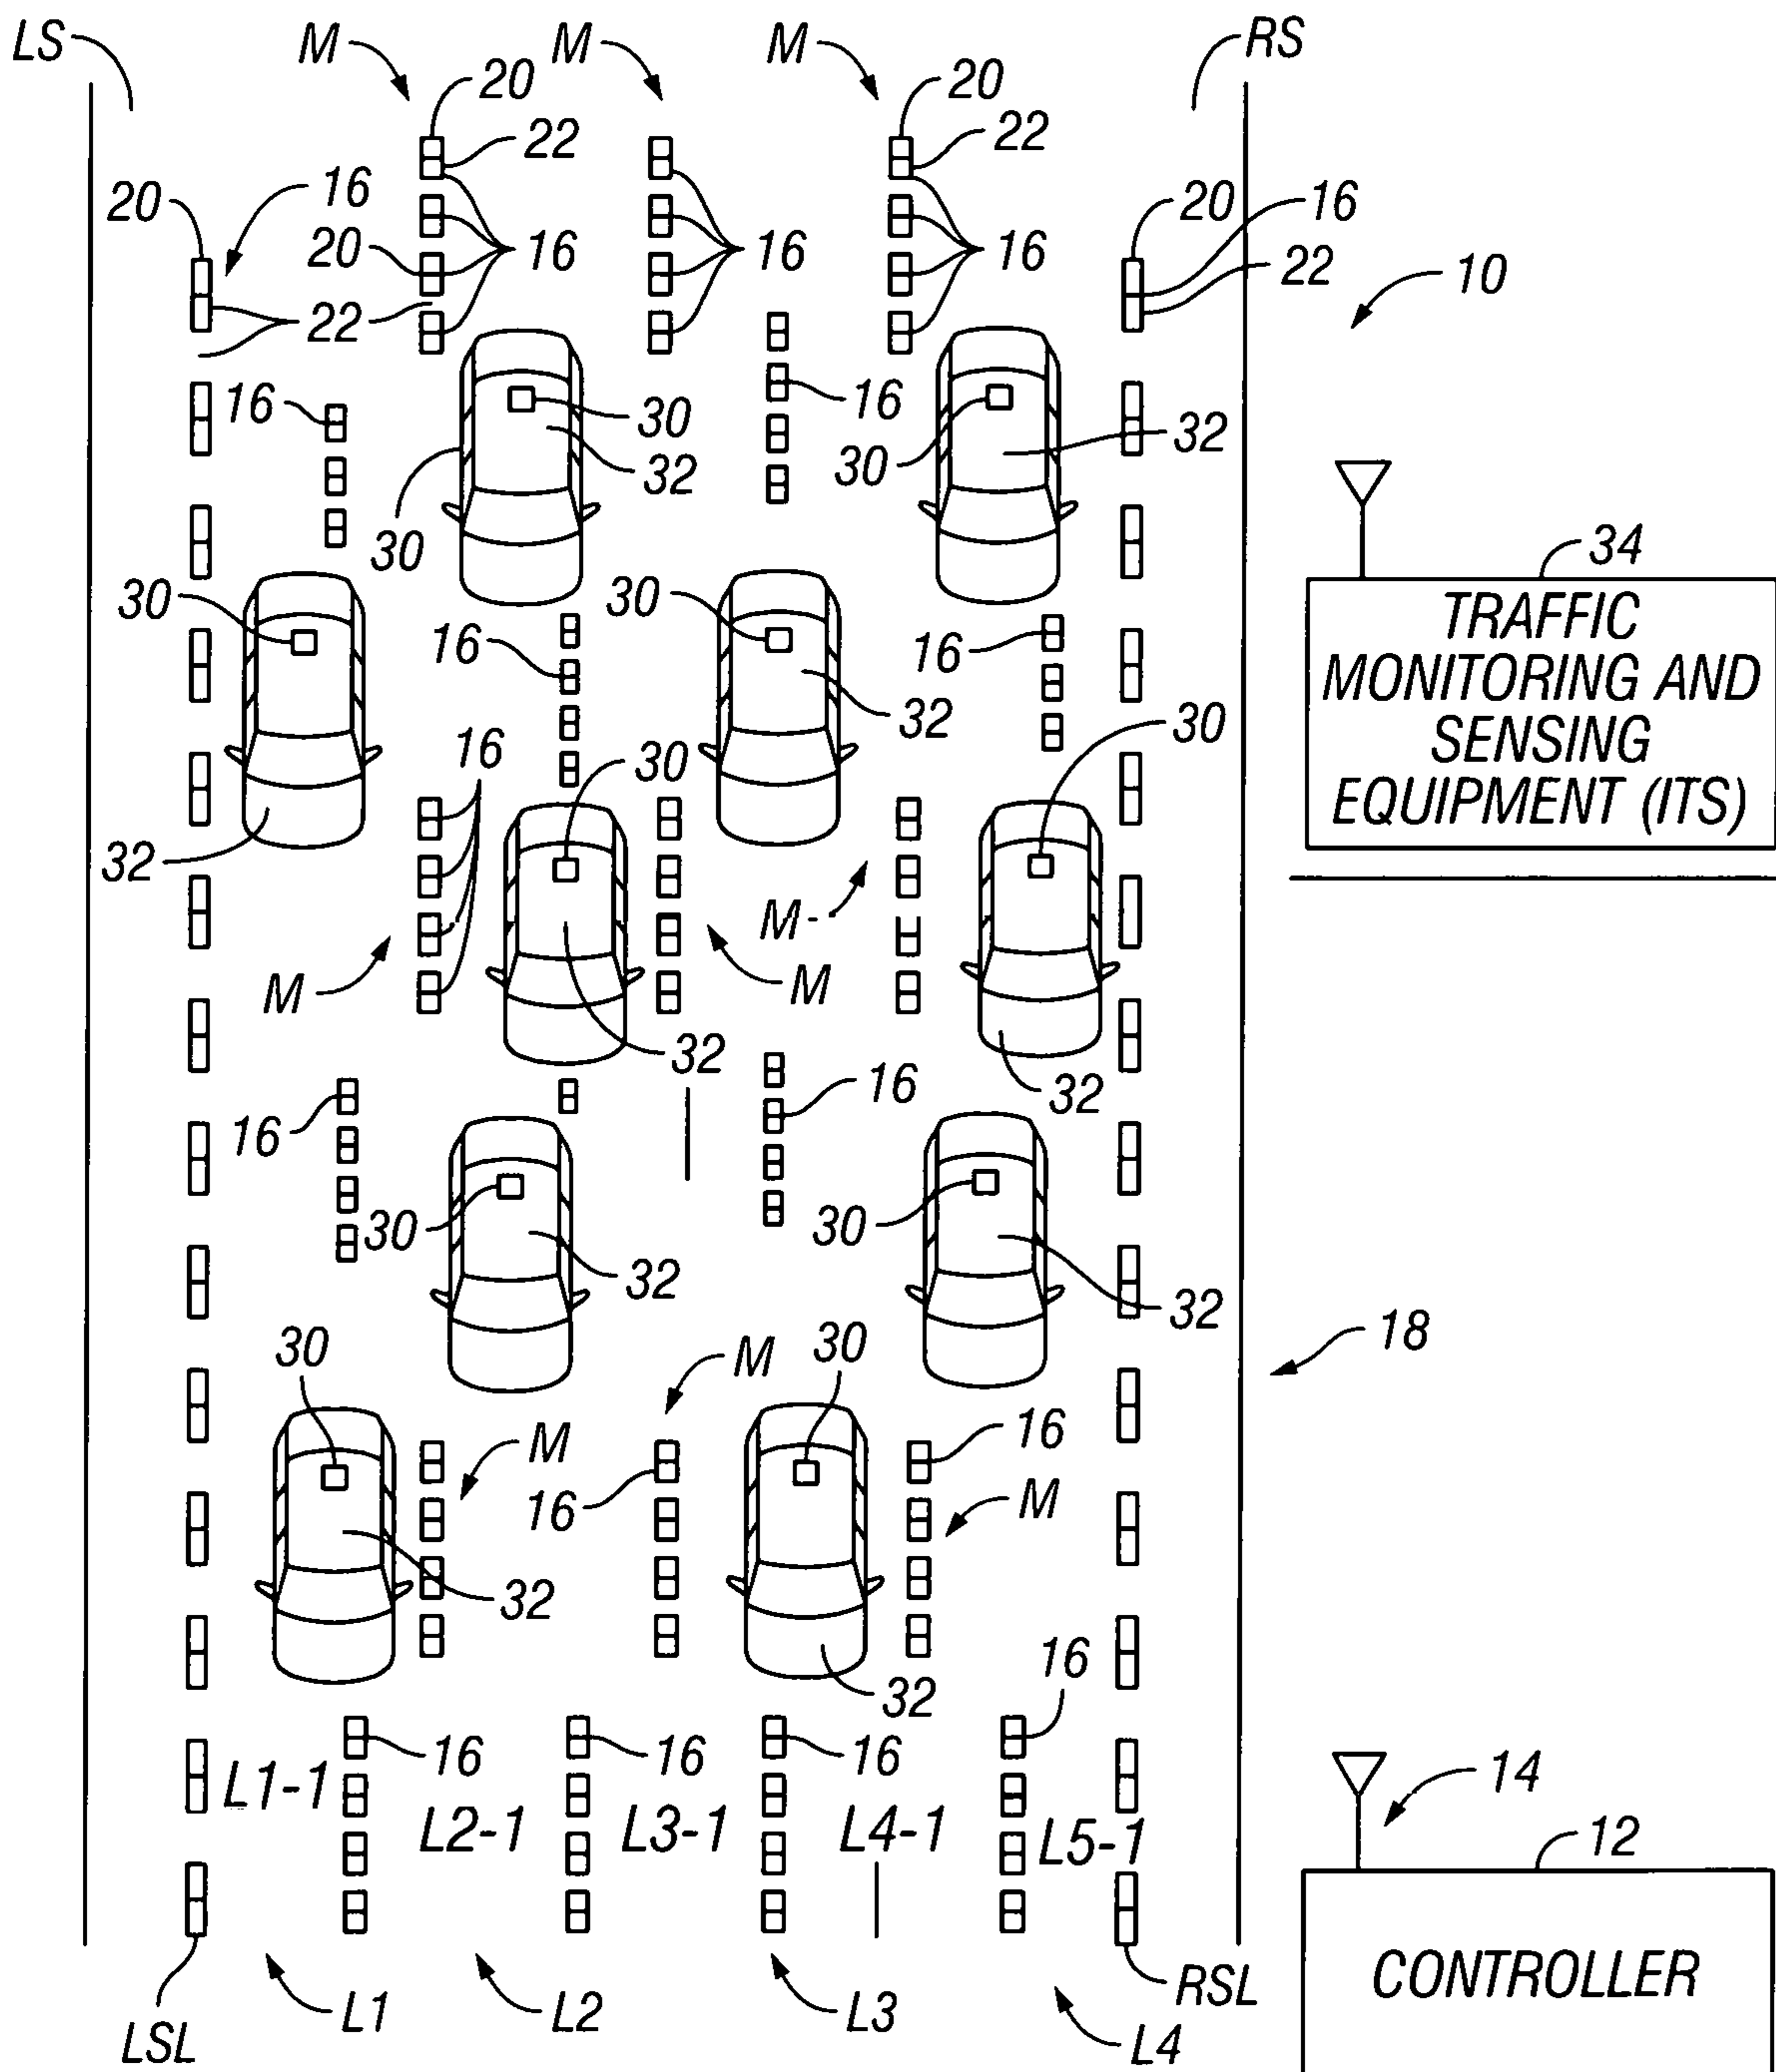 LS M M M RS
20 20
22 22
20 16 20 16
20 16 16 16 22 10
22
16 16
30 32
32 30
30
34
30 30 TRAFFIC
16 16 MONITORING AND
32 30 SENSING
16 30 EQUIPMENT (ITS)
32
M-
M M
32
16 32
16
30 30
32 32
18
30 M 30
M 16
16 M
32
16
32
16 16 16
L1-1 14
L2-1 L3-1 L4-1 L5-1 12
CONTROLLER
RSL
L1 L2 L3
LSL L4